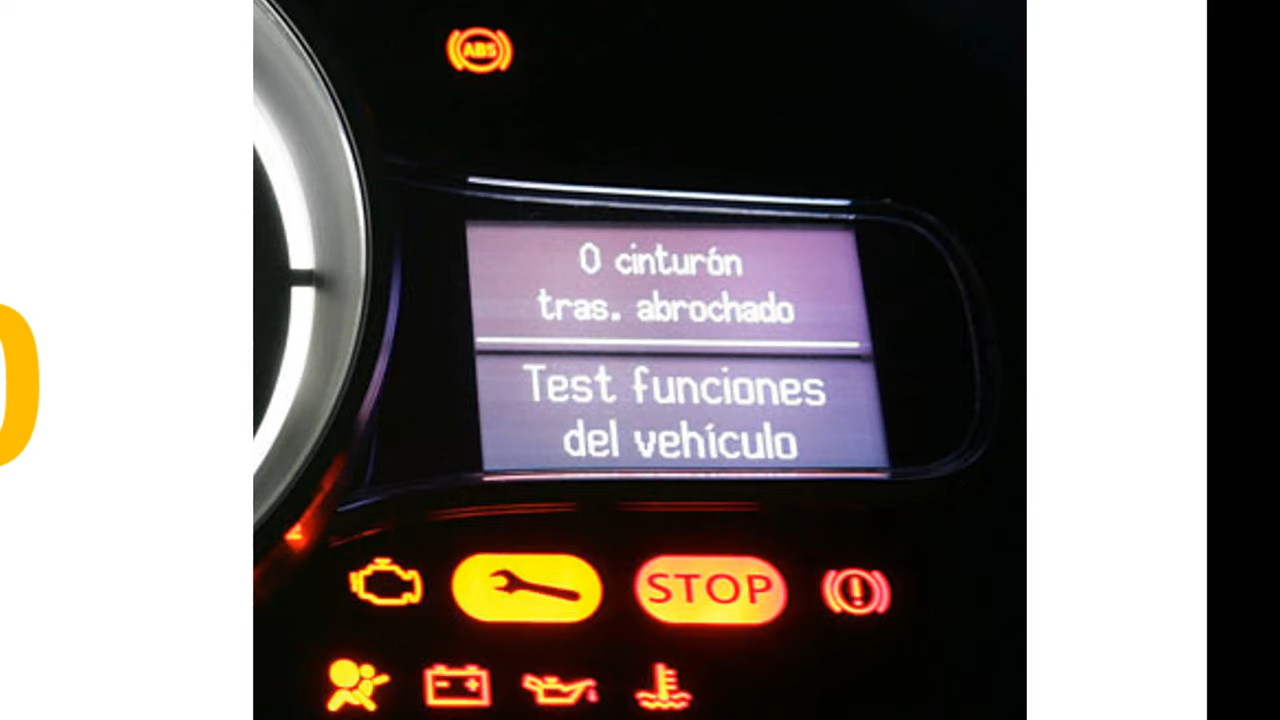 ABS
0 cinturón
tras. abrochado
Test funciones
del vehículo
STOP